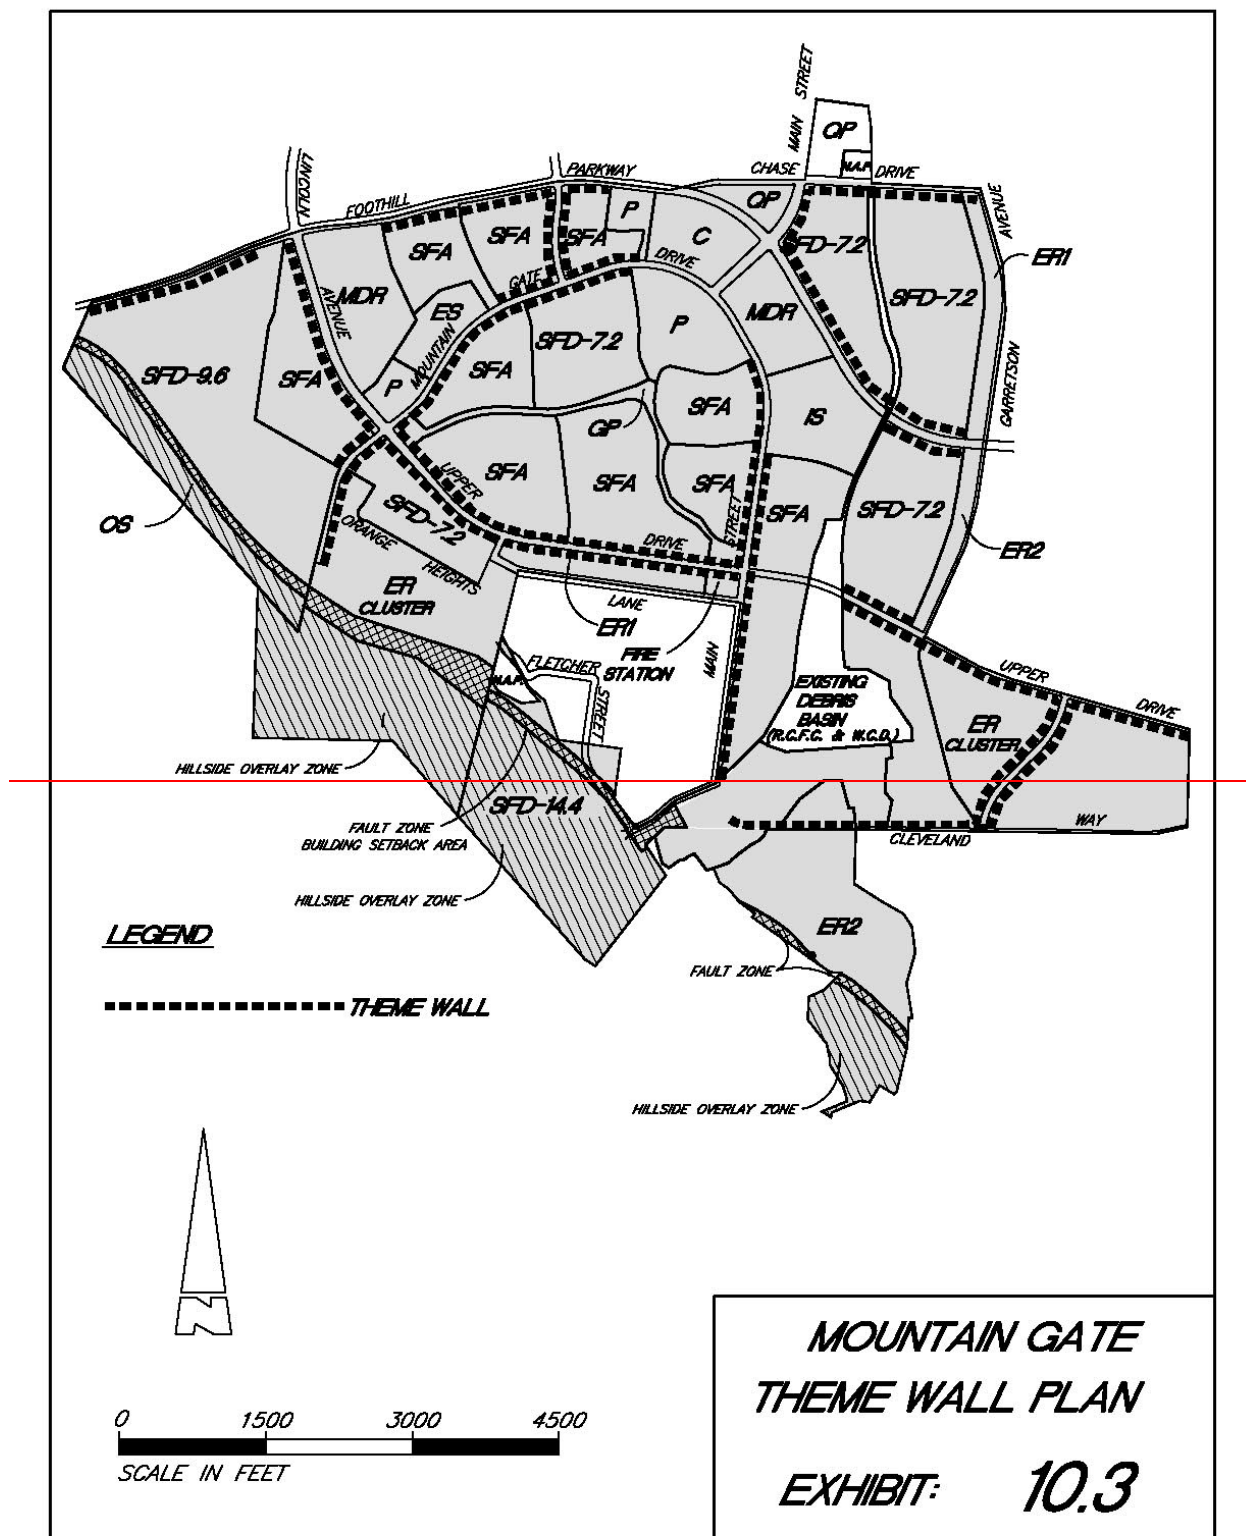 MAIN STREET
QP
N.A.P.
LINCOLN
FOOTHILL
PARKWAY
CHASE
DRIVE
QP
AVENUE
P
SFA
SFA
SFA
C
FD-7.2
ER1
GATE
DRIVE
MDR
AVENUE
ES
SFD-7.2
MDR
P
SFD-7.2
MOUNTAIN
SFD-9.6
SFA
P
SFA
SFA
IS
GARRETSON
GP
SFA
SFA
SFA
SFA
UPPER
STREET
SFD-7.2
SFD-7.2
OS
ORANGE
HEIGHTS
DRIVE
ER2
ER
CLUSTER
LANE
ER1
FIRE
STATION
MAIN
FLETCHER
STREET
N.A.P.
EXISTING
DEBRIS
BASIN
(R.C.F.C. & W.C.D.)
UPPER
DRIVE
ER
CLUSTER
HILLSIDE OVERLAY ZONE
SFD-14.4
FAULT ZONE
BUILDING SETBACK AREA
WAY
CLEVELAND
HILLSIDE OVERLAY ZONE
ER2
LEGEND
FAULT ZONE
THEME WALL
HILLSIDE OVERLAY ZONE
N
0 1500 3000 4500
SCALE IN FEET
MOUNTAIN GATE
THEME WALL PLAN
EXHIBIT: 10.3